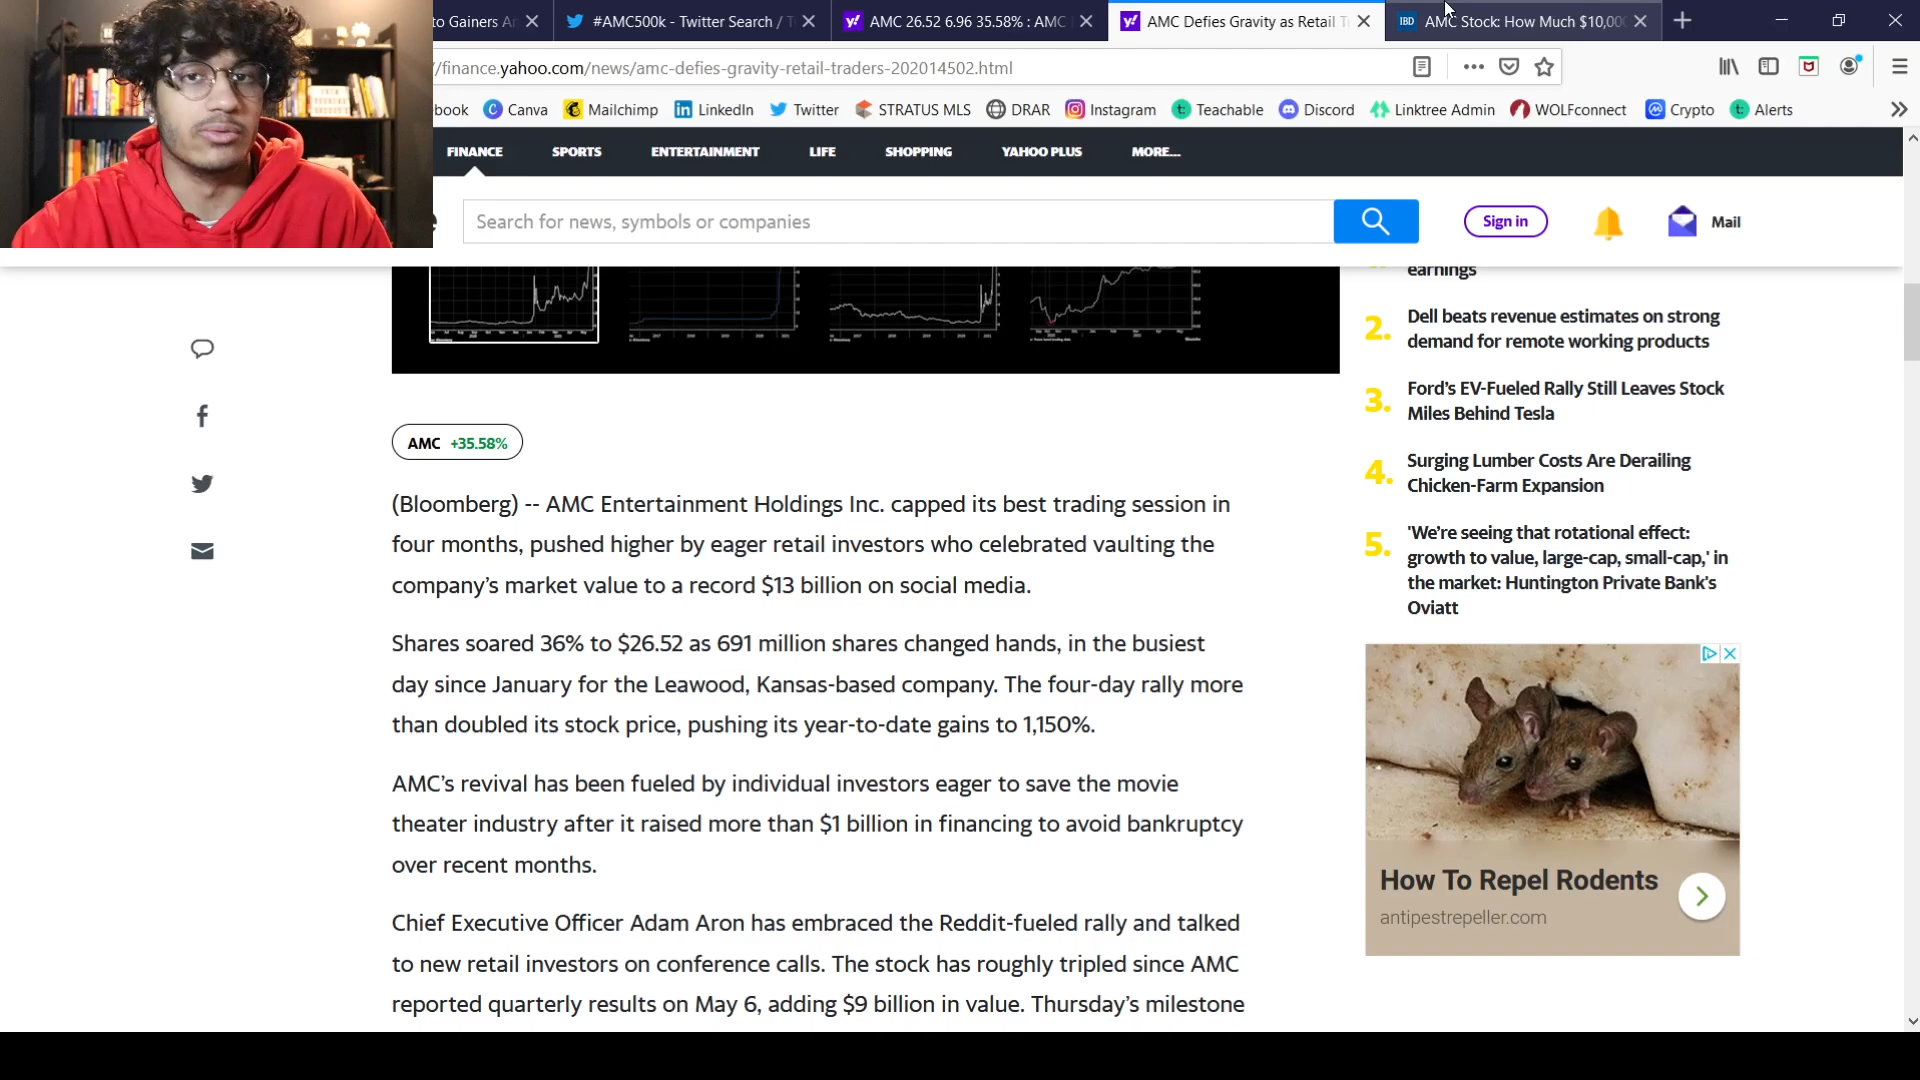 to Gainers A
#AMC500k - Twitter Search / T
AMC 26.52 6.96 35.58% : AMC
AMC Defies Gravity as Retail T
IBD AMC Stock: How Much $10,000
/finance.yahoo.com/news/amc-defies-gravity-retail-traders-202014502.html
book Canva Mailchimp LinkedIn Twitter STRATUS MLS DRAR Instagram Teachable Discord Linktree Admin WOLFconnect Crypto Alerts
FINANCE SPORTS ENTERTAINMENT LIFE SHOPPING YAHOO PLUS MORE...
Search for news, symbols or companies
Sign in
Mail
AMC +35.58%
(Bloomberg) -- AMC Entertainment Holdings Inc. capped its best trading session in
four months, pushed higher by eager retail investors who celebrated vaulting the
company's market value to a record $13 billion on social media.
Shares soared 36% to $26.52 as 691 million shares changed hands, in the busiest
day since January for the Leawood, Kansas-based company. The four-day rally more
than doubled its stock price, pushing its year-to-date gains to 1,150%.
AMC's revival has been fueled by individual investors eager to save the movie
theater industry after it raised more than $1 billion in financing to avoid bankruptcy
over recent months.
Chief Executive Officer Adam Aron has embraced the Reddit-fueled rally and talked
to new retail investors on conference calls. The stock has roughly tripled since AMC
reported quarterly results on May 6, adding $9 billion in value. Thursday's milestone
earnings
2. Dell beats revenue estimates on strong
demand for remote working products
3. Ford's EV-Fueled Rally Still Leaves Stock
Miles Behind Tesla
4. Surging Lumber Costs Are Derailing
Chicken-Farm Expansion
5. 'We're seeing that rotational effect:
growth to value, large-cap, small-cap,' in
the market: Huntington Private Bank's
Oviatt
How To Repel Rodents
antipestrepeller.com